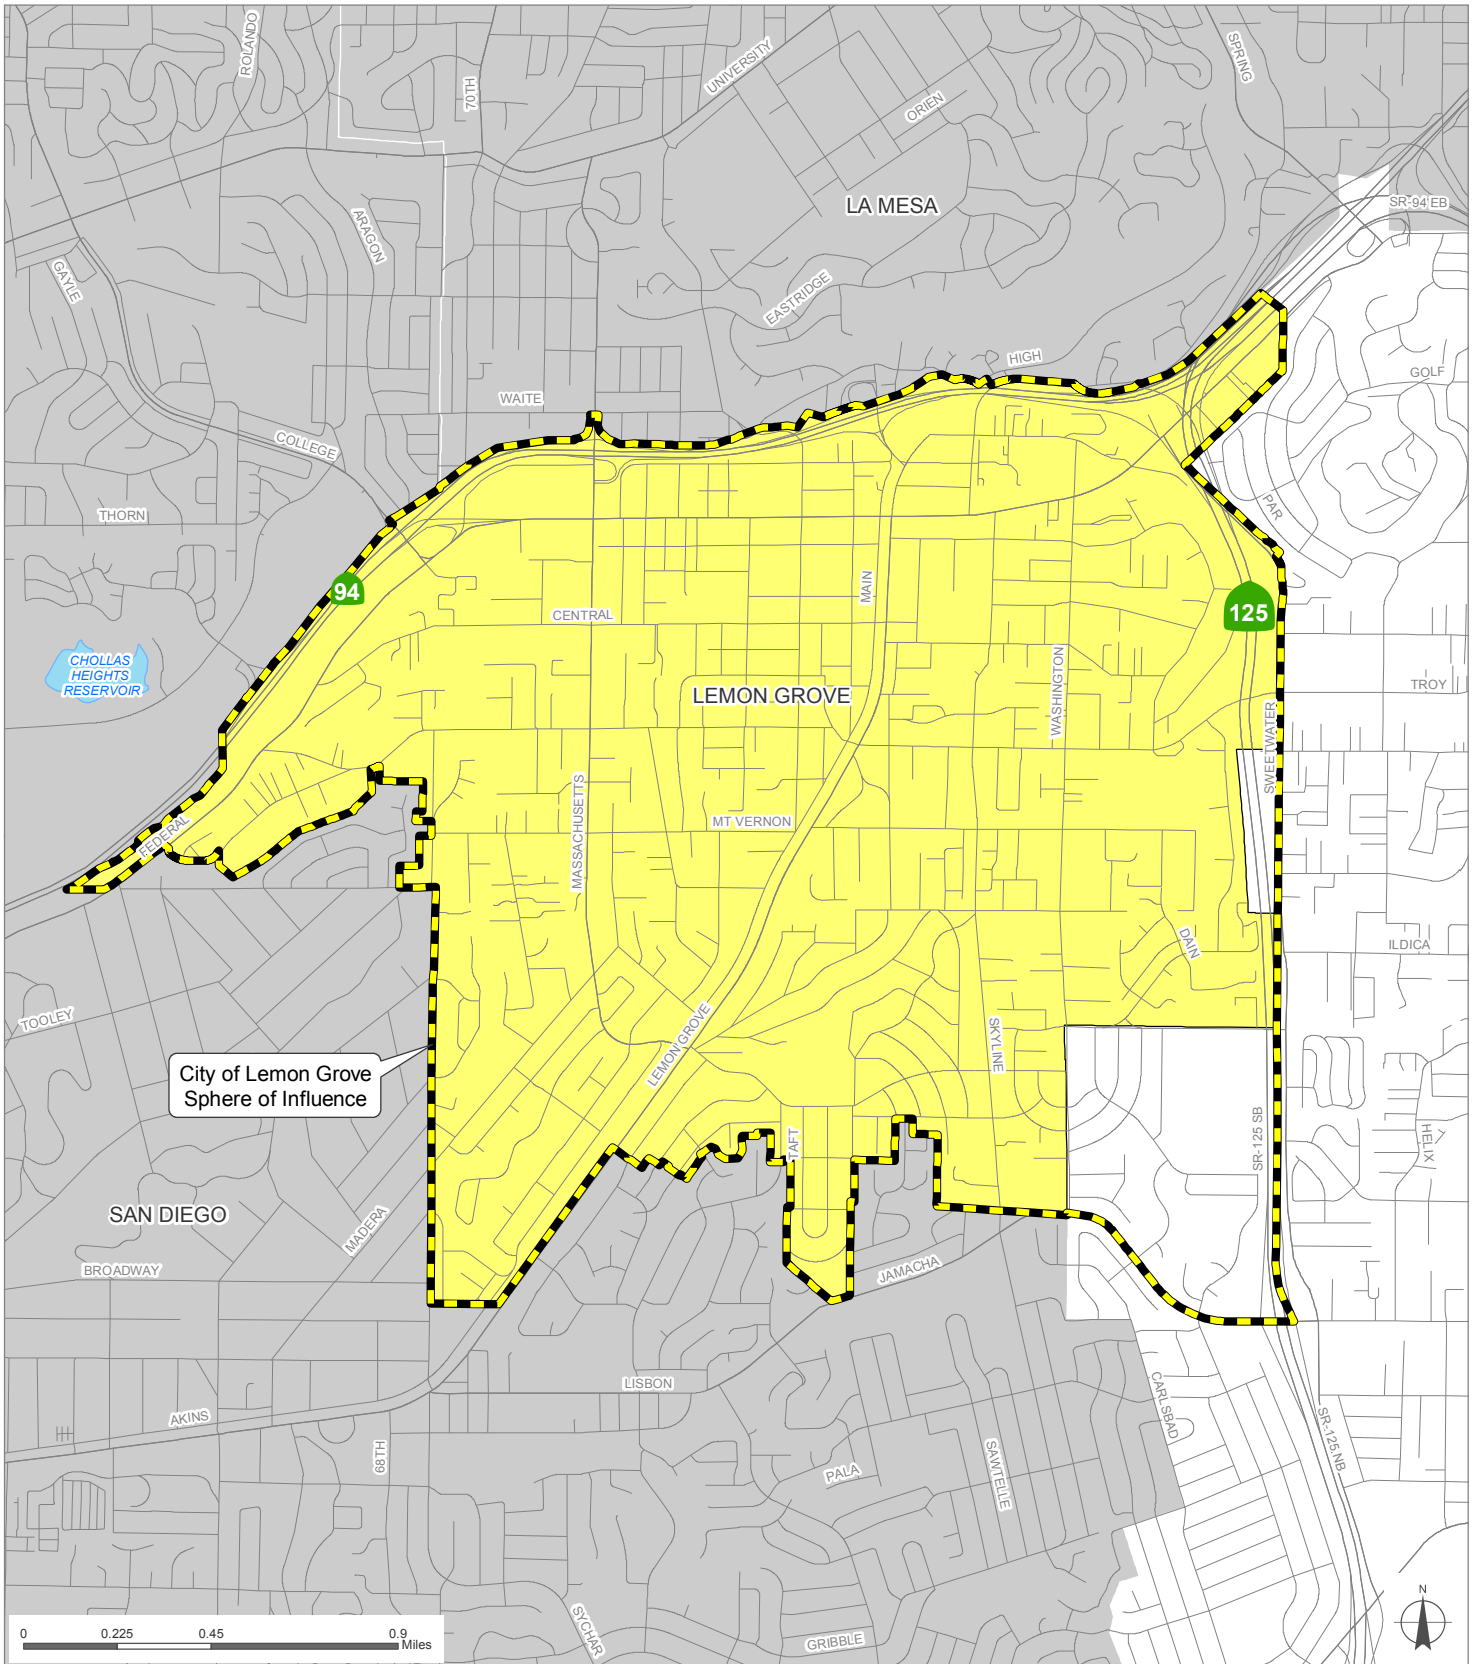 ROLANDO
70TH
UNIVERSITY
SPRING
ORIEN
LA MESA
SR-94 EB
ARAGON
GAYLE
EASTRIDGE
HIGH
GOLF
WAITE
COLLEGE
PAR
THORN
94
MAIN
125
CENTRAL
CHOLLAS
HEIGHTS
RESERVOIR
LEMON GROVE
WASHINGTON
TROY
SWEETWATER
MASSACHUSETTS
MT VERNON
FEDERAL
DAIN
ILDICA
TOOLEY
LEMON GROVE
SKYLINE
City of Lemon Grove
Sphere of Influence
SR-125 SB
HELIX
TAFT
SAN DIEGO
MADERA
BROADWAY
JAMACHA
LISBON
CARLSBAD
AKINS
SR-125 NB
68TH
PALA
SAWTELLE
SYCHAR
GRIBBLE
N
0 0.225 0.45 0.9
Miles